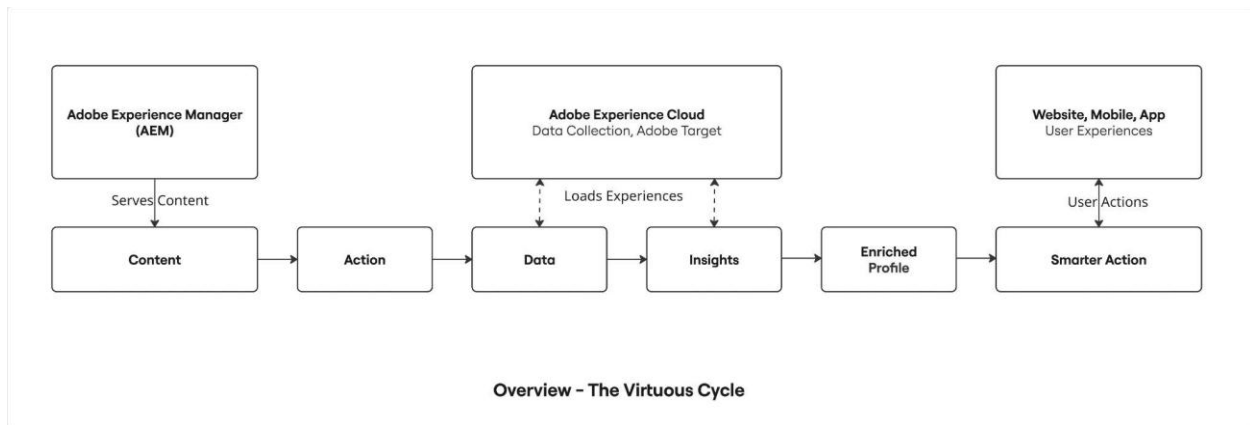 Adobe Experience Manager
(AEM)
Adobe Experience Cloud
Data Collection, Adobe Target
Website, Mobile, App
User Experiences
Serves Content
Loads Experiences
User Actions
Content
Action
Data
Insights
Enriched
Profile
Smarter Action
Overview – The Virtuous Cycle